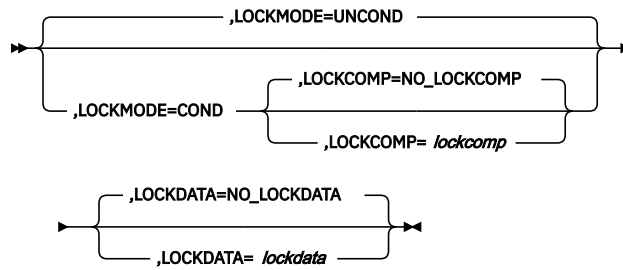 ,LOCKMODE=UNCOND
,LOCKMODE=COND
,LOCKCOMP=NO_LOCKCOMP
,LOCKCOMP= lockcomp
,LOCKDATA=NO_LOCKDATA
,LOCKDATA= lockdata